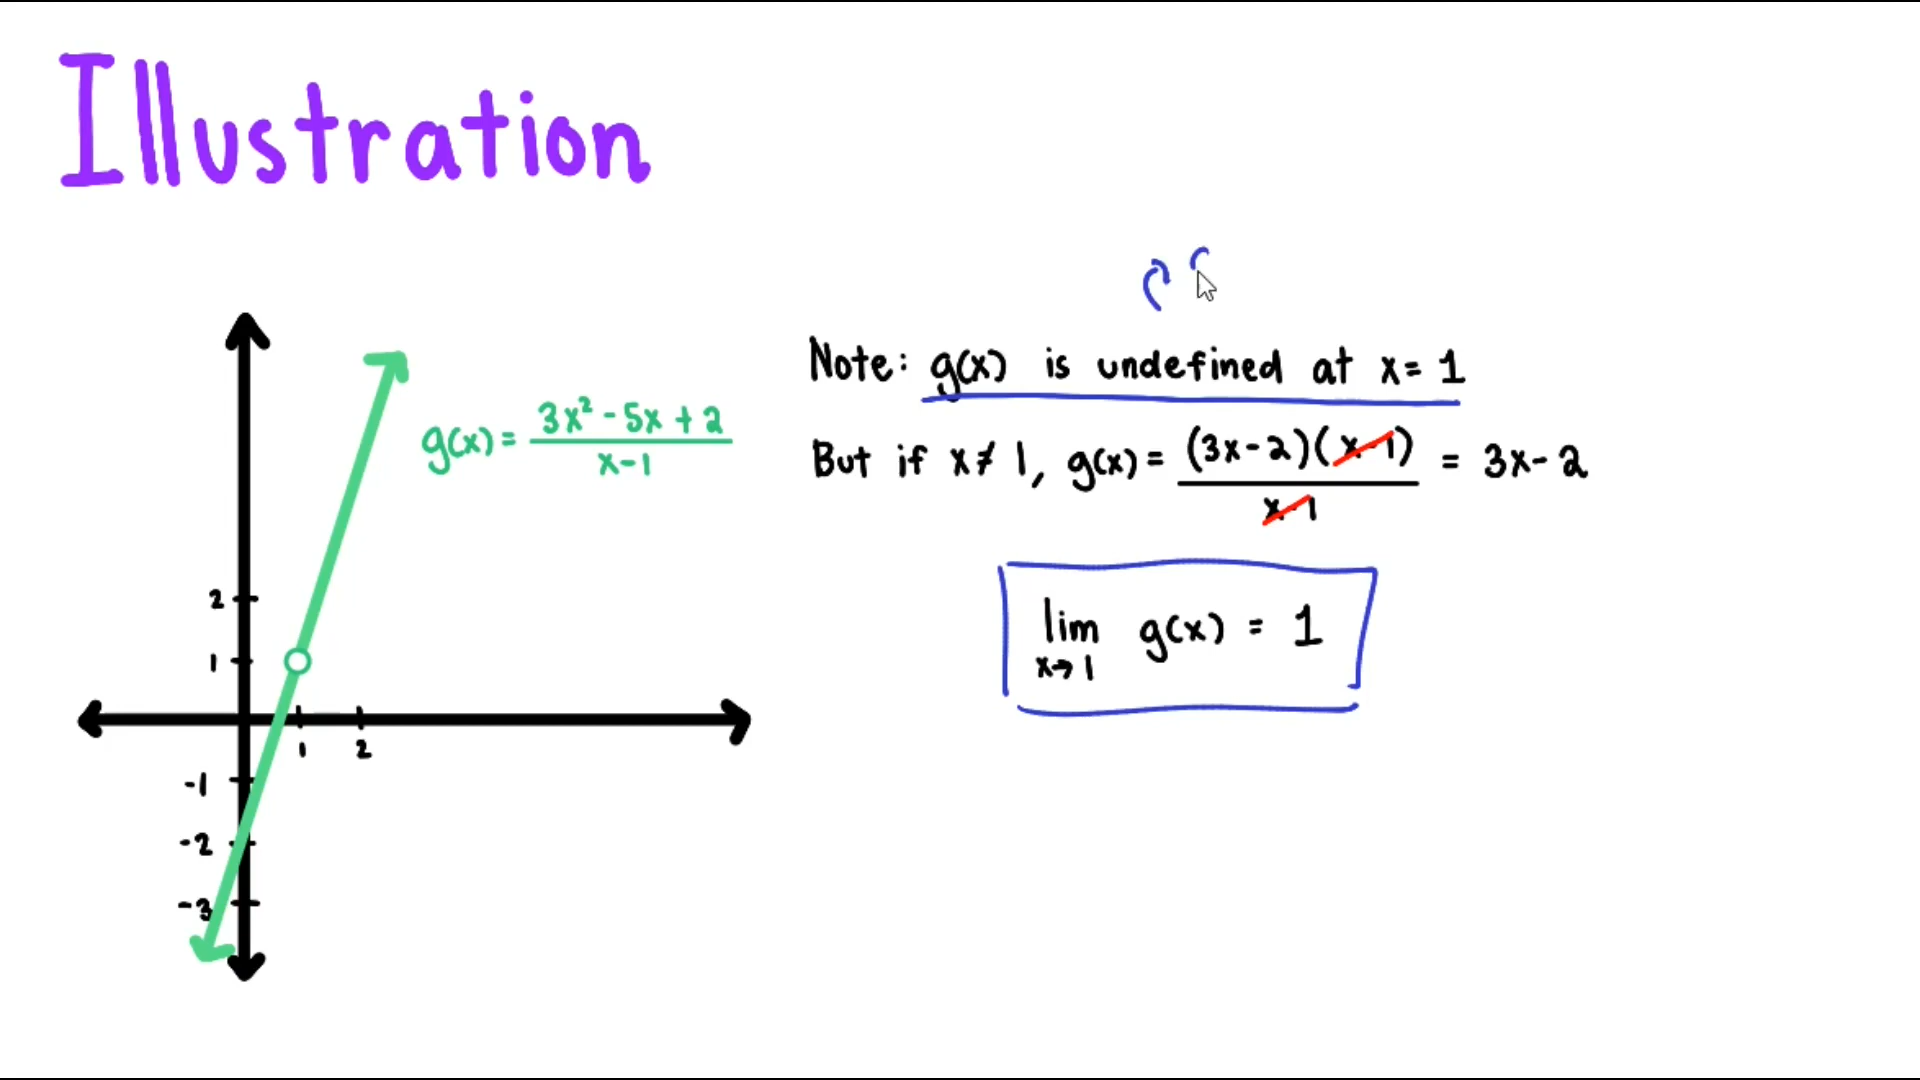 Illustration
g(x) = (3x² - 5x + 2)/(x - 1)
2
1
1 2
-1
-2
-3
Note: g(x) is undefined at x = 1
But if x ≠ 1, g(x) = (3x - 2)(x - 1)/(x - 1) = 3x - 2
lim x→1 g(x) = 1